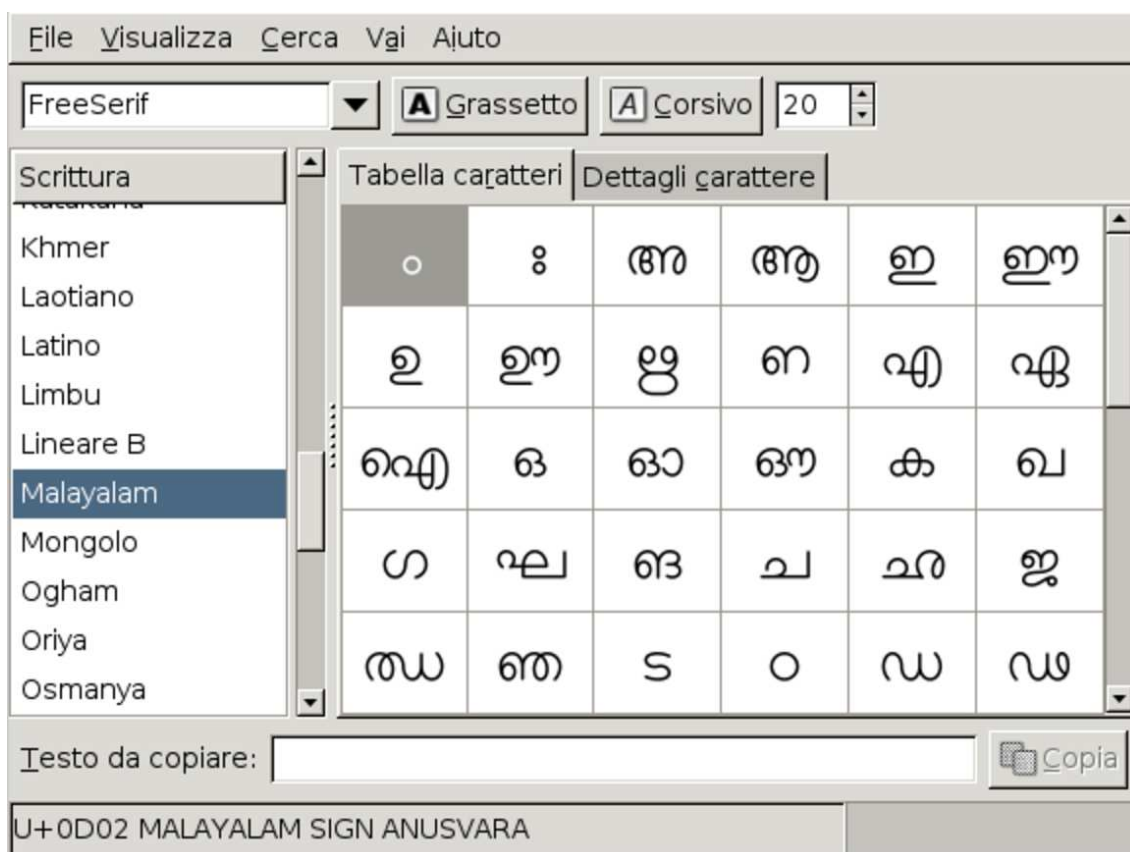 File Visualizza Cerca Vai Aiuto
FreeSerif Grassetto Corsivo 20
Scrittura
Khmer
Laotiano
Latino
Limbu
Lineare B
Malayalam
Mongolo
Ogham
Oriya
Osmanya
Tabella caratteri Dettagli carattere
ം ഃ അ ആ ഇ ഈ
ഉ ഊ ഋ ഌ എ ഏ
ഐ ഒ ഓ ഔ ക ഖ
ഗ ഘ ങ ച ഛ ജ
ഝ ഞ ട ഠ ഡ ഢ
Testo da copiare: Copia
U+0D02 MALAYALAM SIGN ANUSVARA